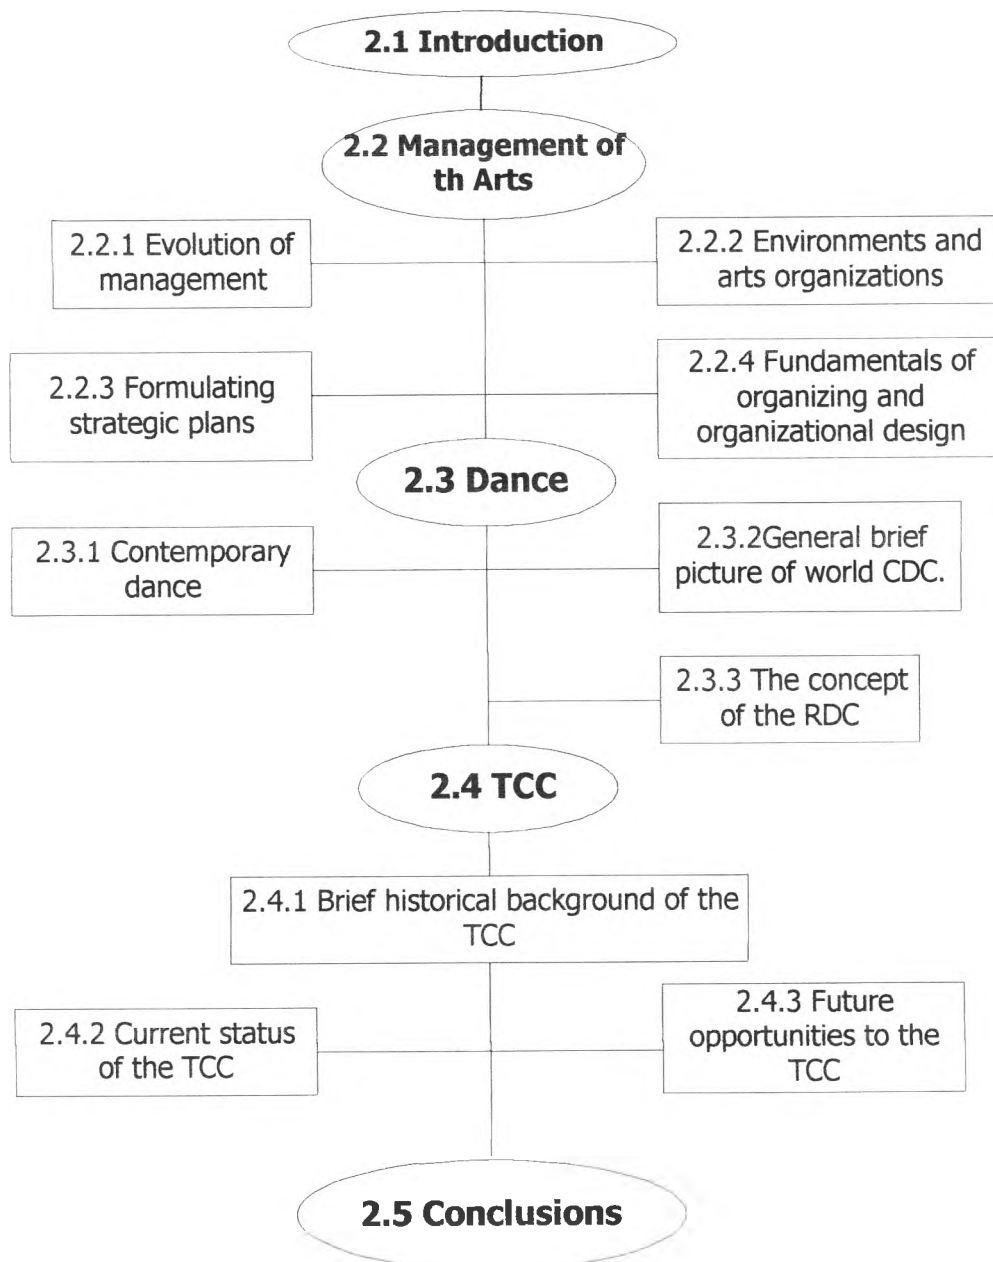 2.1 Introduction
2.2 Management of
th Arts
2.2.1 Evolution of
management
2.2.2 Environments and
arts organizations
2.2.3 Formulating
strategic plans
2.2.4 Fundamentals of
organizing and
organizational design
2.3 Dance
2.3.1 Contemporary
dance
2.3.2General brief
picture of world CDC.
2.3.3 The concept
of the RDC
2.4 TCC
2.4.1 Brief historical background of the
TCC
2.4.2 Current status
of the TCC
2.4.3 Future
opportunities to the
TCC
2.5 Conclusions